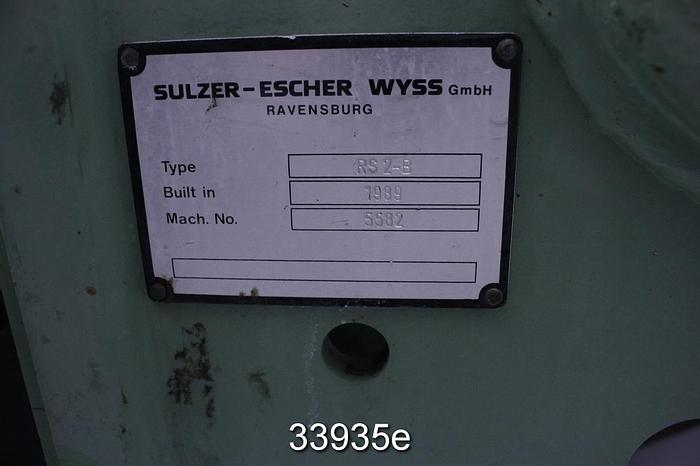 SULZER-ESCHER WYSS GmbH
RAVENSBURG
Type RS 2-B
Built in 1989
Mach. No. 5582
33935e